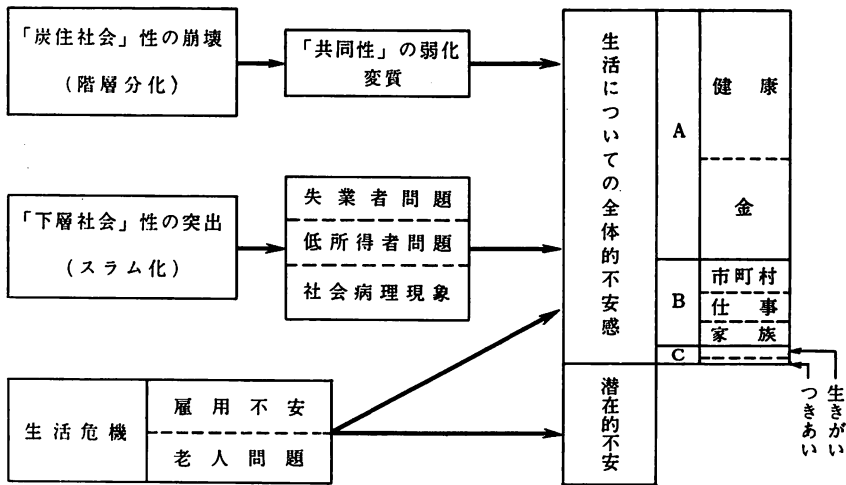 「炭住社会」性の崩壊
(階層分化)
「共同性」の弱化
変質
「下層社会」性の突出
(スラム化)
失業者問題
低所得者問題
社会病理現象
生活危機
雇用不安
老人問題
生活についての全体的不安感
潜在的不安
A
健康
金
B
市町村
仕事
家族
C
生きがい
つきあい